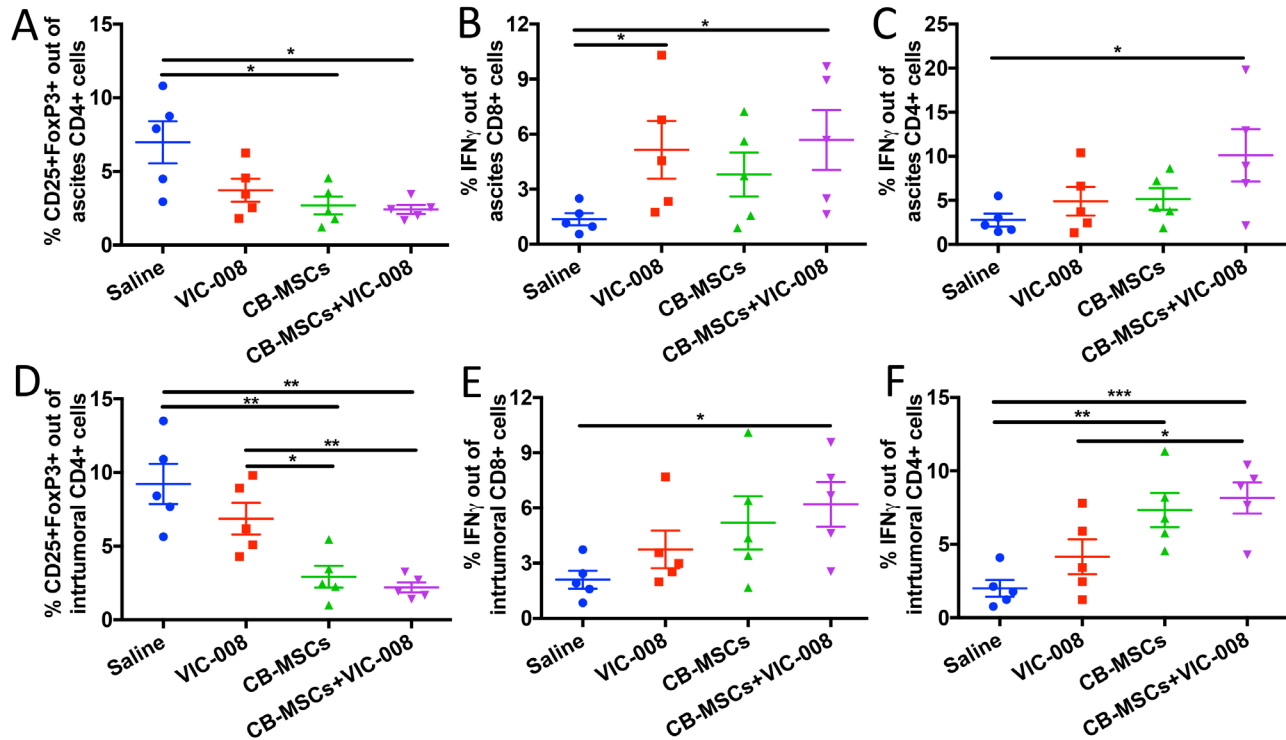 A
% CD25+FoxP3+ out of
ascites CD4+ cells
15
10
5
0
*
*
Saline
VIC-008
CB-MSCs
CB-MSCs+VIC-008
B
% IFNγ out of
ascites CD8+ cells
12
9
6
3
0
*
*
Saline
VIC-008
CB-MSCs
CB-MSCs+VIC-008
C
% IFNγ out of
ascites CD4+ cells
25
20
15
10
5
0
*
Saline
VIC-008
CB-MSCs
CB-MSCs+VIC-008
D
% CD25+FoxP3+ out of
intrtumoral CD4+ cells
15
10
5
0
**
**
**
*
Saline
VIC-008
CB-MSCs
CB-MSCs+VIC-008
E
% IFNγ out of
intrtumoral CD8+ cells
12
9
6
3
0
*
Saline
VIC-008
CB-MSCs
CB-MSCs+VIC-008
F
% IFNγ out of
intrtumoral CD4+ cells
15
10
5
0
***
**
*
Saline
VIC-008
CB-MSCs
CB-MSCs+VIC-008